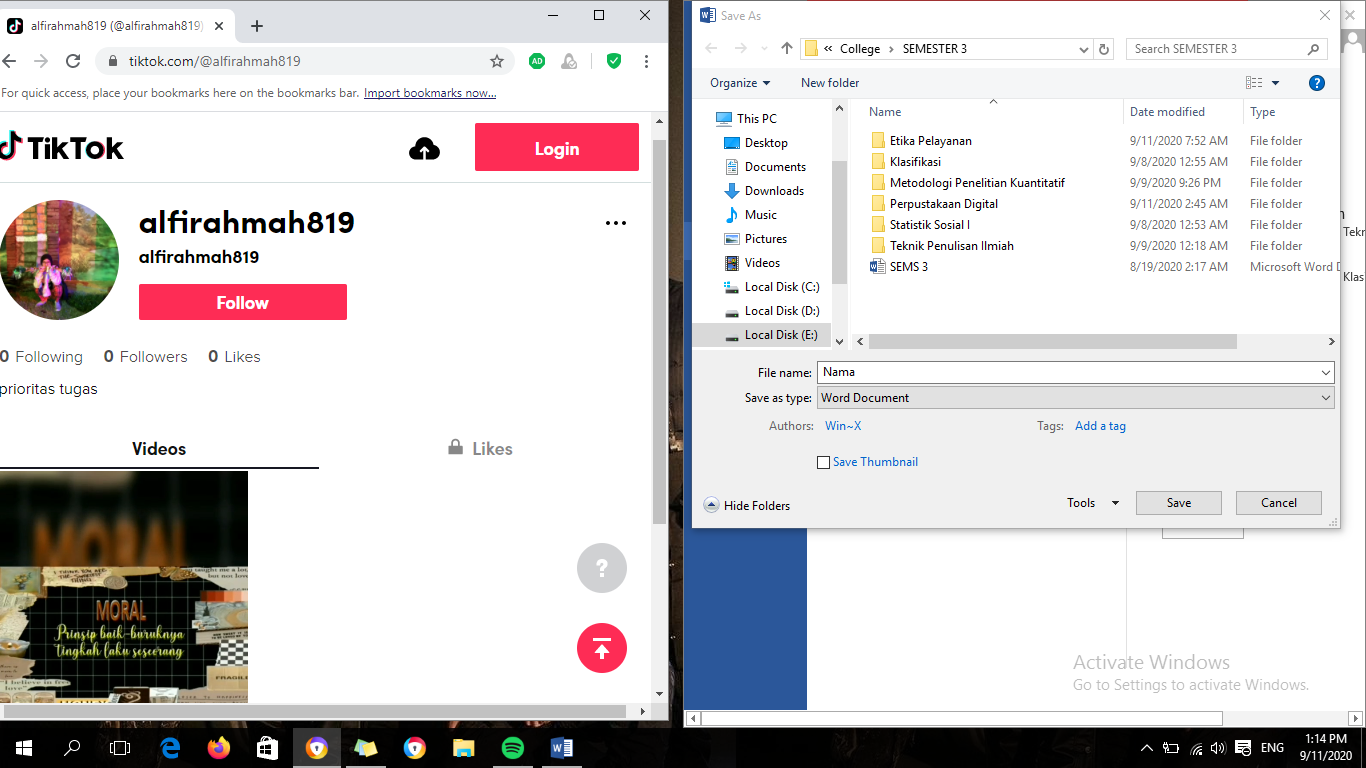 alfirahmah819 (@alfirahmah819)
tiktok.com/@alfirahmah819
AD
For quick access, place your bookmarks here on the bookmarks bar. Import bookmarks now...
TikTok
Login
alfirahmah819
alfirahmah819
Follow
0 Following 0 Followers 0 Likes
prioritas tugas
Videos Likes
MORAL
MORAL
Prinsip baik-buruknya
tingkah laku seseorang
FRAGILE
?
Save As
« College > SEMESTER 3
Search SEMESTER 3
Organize New folder
?
This PC
Desktop
Documents
Downloads
Music
Pictures
Videos
Local Disk (C:)
Local Disk (D:)
Local Disk (E:)
Name Date modified Type
Etika Pelayanan 9/11/2020 7:52 AM File folder
Klasifikasi 9/8/2020 12:55 AM File folder
Metodologi Penelitian Kuantitatif 9/9/2020 9:26 PM File folder
Perpustakaan Digital 9/11/2020 2:45 AM File folder
Statistik Sosial I 9/8/2020 12:53 AM File folder
Teknik Penulisan Ilmiah 9/9/2020 12:18 AM File folder
SEMS 3 8/19/2020 2:17 AM Microsoft Word D
File name: Nama
Save as type: Word Document
Authors: Win~X Tags: Add a tag
Save Thumbnail
Hide Folders
Tools Save Cancel
Tekn
Klas
Activate Windows
Go to Settings to activate Windows.
ENG
1:14 PM
9/11/2020